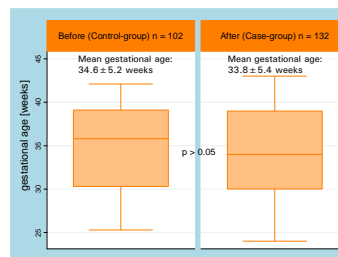 Before (Control-group) n = 102
After (Case-group) n = 132
Mean gestational age:
34.6±5.2 weeks
Mean gestational age:
33.8±5.4 weeks
gestational age [weeks]
45
40
35
30
25
p > 0.05